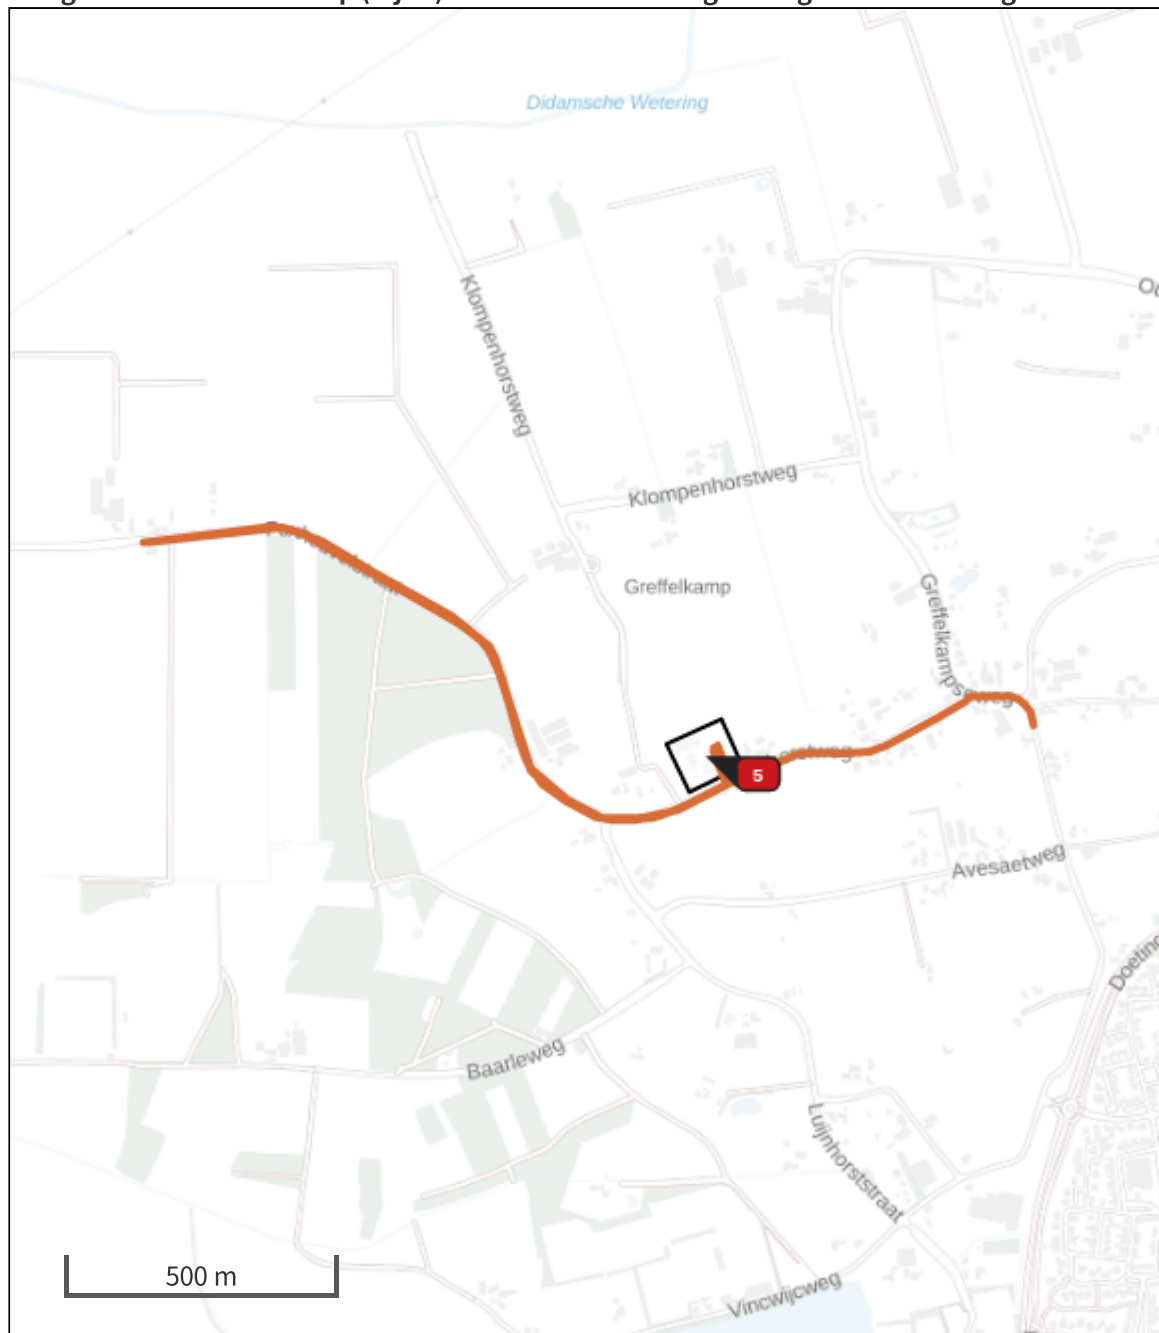 Didamsche Wetering
Klompenhorstweg
Klompenhorstweg
Greffelkamp
Greffelkampseweg
5
Avesaetweg
Baarleweg
Luijnhorststraat
Vincwijcweg
500 m